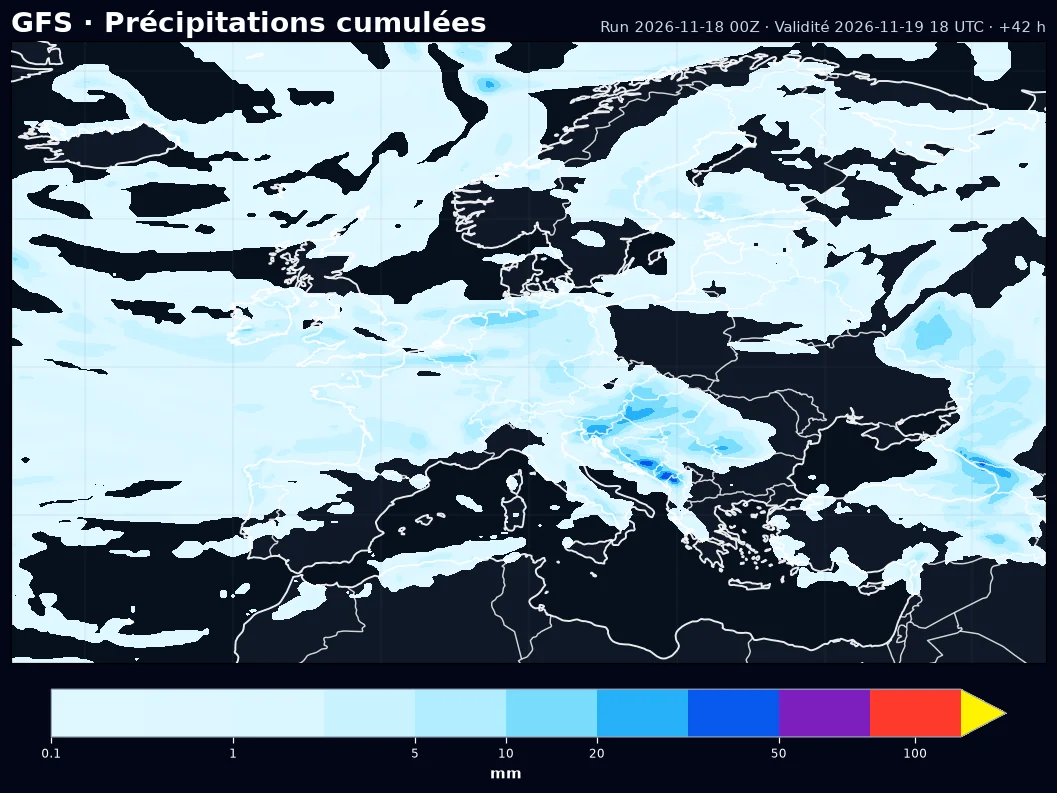 GFS · Précipitations cumulées
Run 2026-11-18 00Z · Validité 2026-11-19 18 UTC · +42 h
0.1 1 5 10 20 50 100
mm